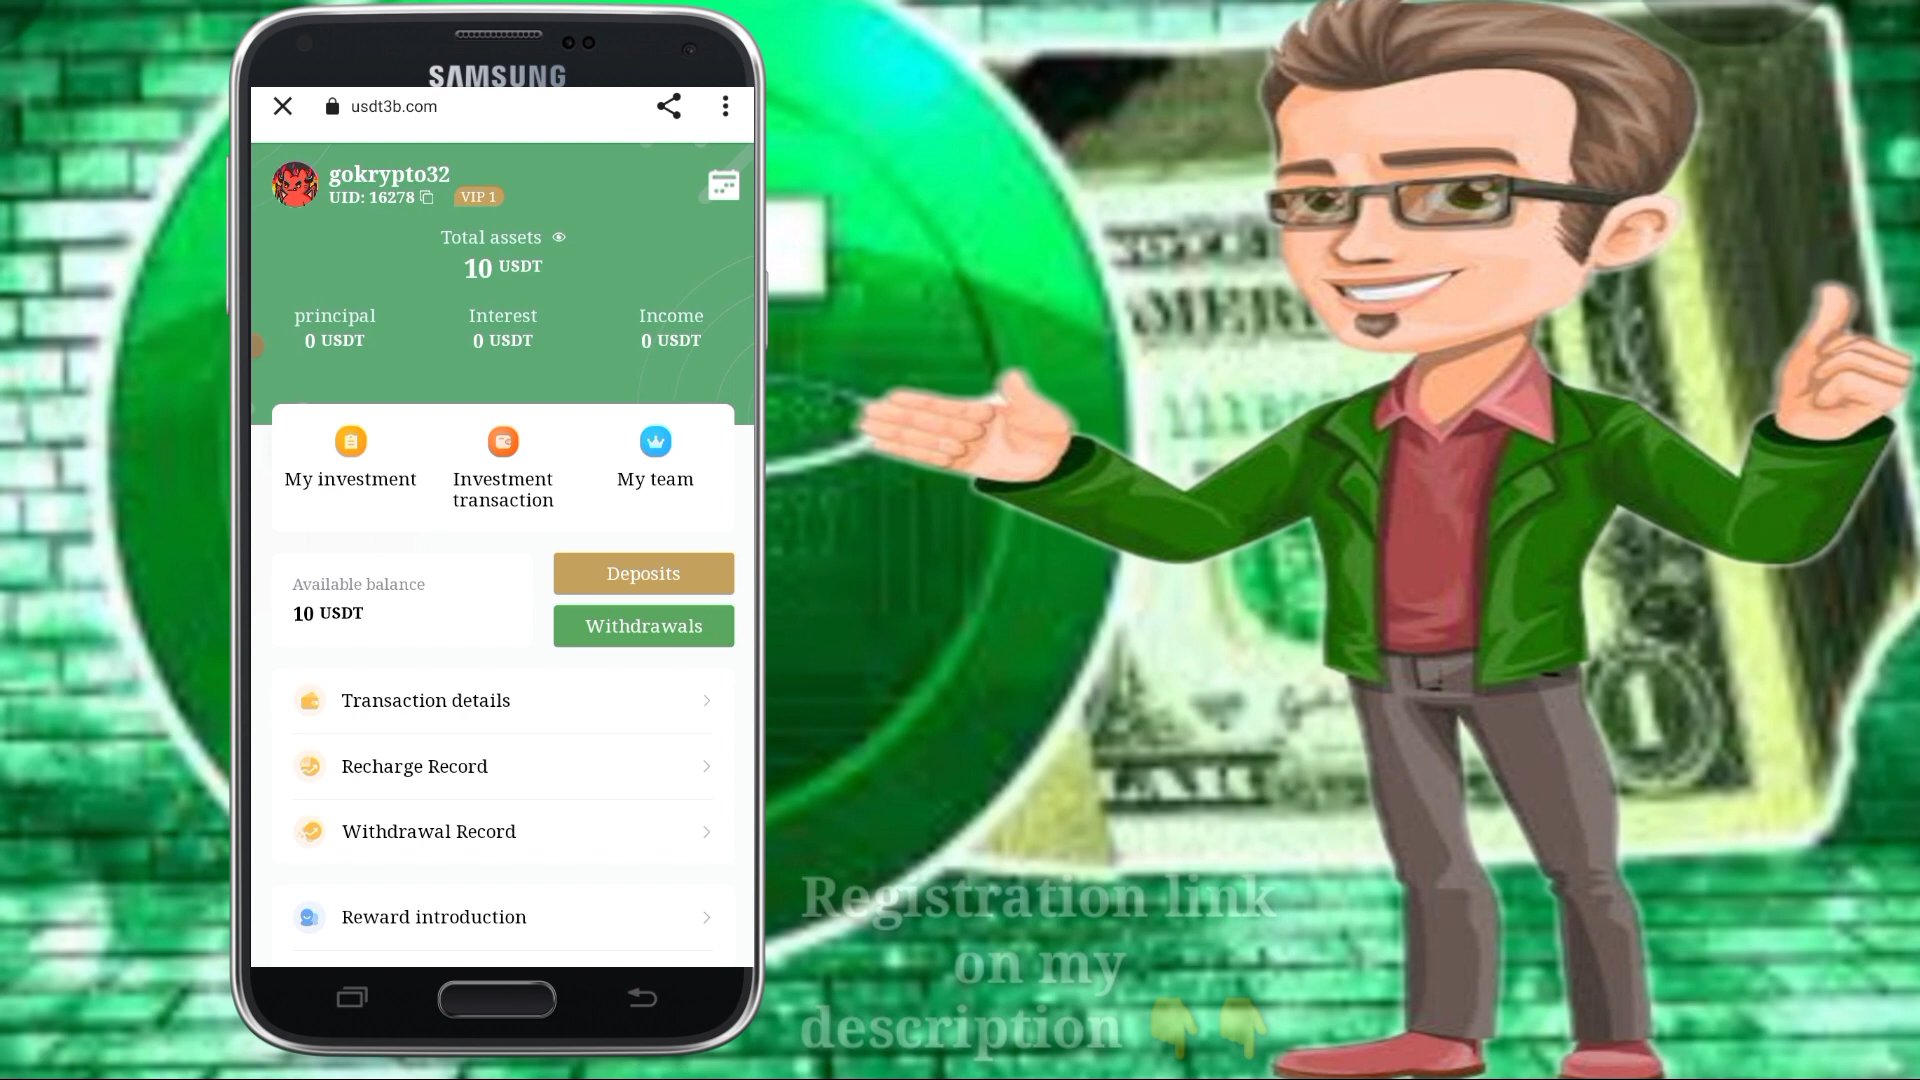 SAMSUNG
usdt3b.com
gokrypto32
UID: 16278
VIP 1
Total assets
10 USDT
principal
Interest
Income
0 USDT
0 USDT
0 USDT
My investment
Investment
transaction
My team
Available balance
10 USDT
Deposits
Withdrawals
Transaction details
Recharge Record
Withdrawal Record
Reward introduction
Registration link
on my
description 👇👇